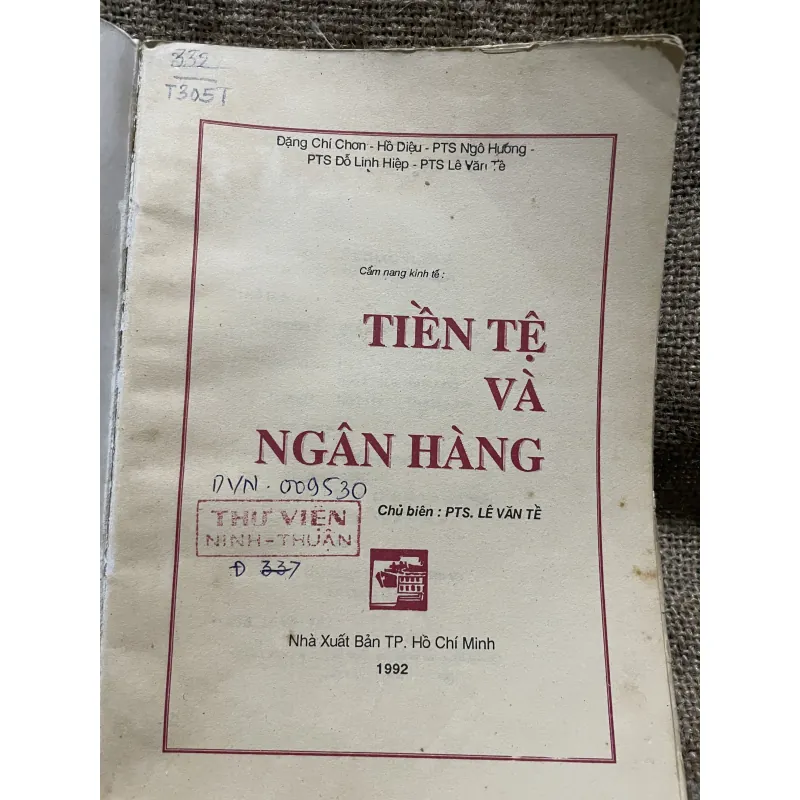 332
T305T
Đặng Chí Chơn - Hồ Diệu - PTS Ngô Hướng -
PTS Đỗ Linh Hiệp - PTS Lê Văn Tề
Cẩm nang kinh tế :
TIỀN TỆ
VÀ
NGÂN HÀNG
DVN. 009530
Chủ biên : PTS. LÊ VĂN TỀ
THƯ VIỆN
NINH-THUẬN
Đ 337
Nhà Xuất Bản TP. Hồ Chí Minh
1992